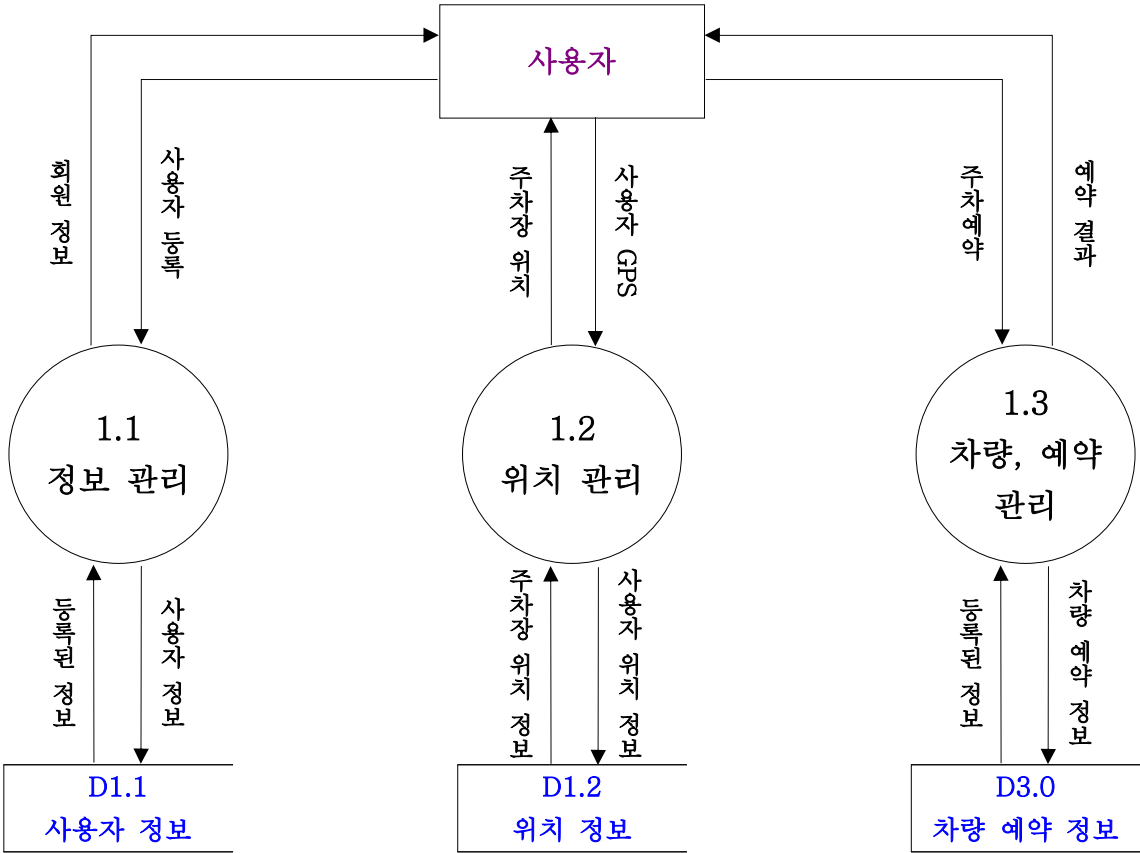 사용자
회원 정보
사용자 등록
주차장 위치
사용자 GPS
주차예약
예약 결과
1.1
정보 관리
1.2
위치 관리
1.3
차량, 예약
관리
등록된 정보
사용자 정보
주차장 위치 정보
사용자 위치 정보
등록된 정보
차량 예약 정보
D1.1
사용자 정보
D1.2
위치 정보
D3.0
차량 예약 정보